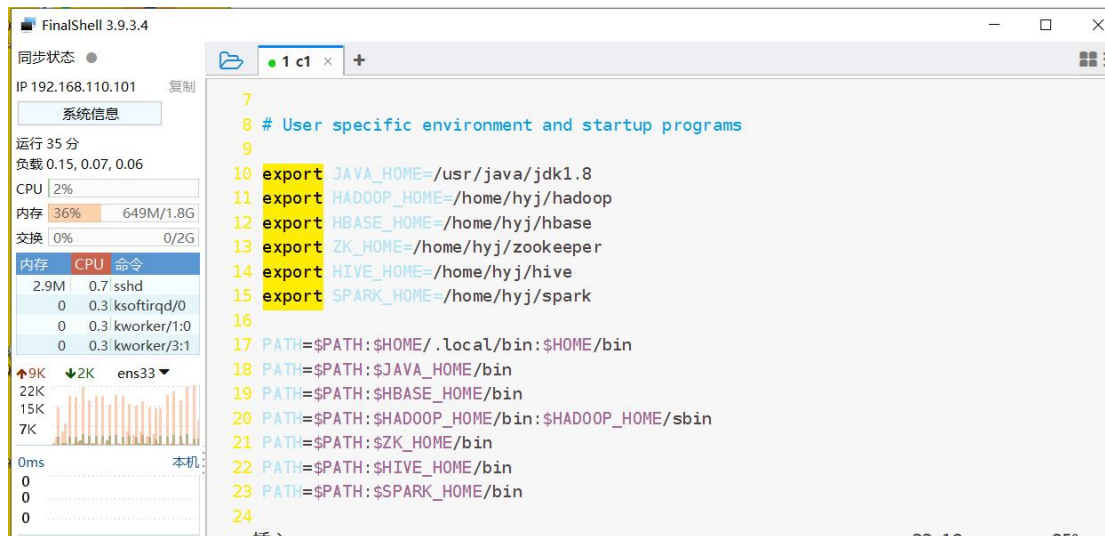 FinalShell 3.9.3.4
同步状态
IP 192.168.110.101 复制
系统信息
运行 35 分
负载 0.15, 0.07, 0.06
CPU 2%
内存 36% 649M/1.8G
交换 0% 0/2G
内存 CPU 命令
2.9M 0.7 sshd
0 0.3 ksoftirqd/0
0 0.3 kworker/1:0
0 0.3 kworker/3:1
9K 2K ens33
22K
15K
7K
0ms 本机
0
0
0
1 c1 × +
7
8 # User specific environment and startup programs
9
10 export JAVA_HOME=/usr/java/jdk1.8
11 export HADOOP_HOME=/home/hyj/hadoop
12 export HBASE_HOME=/home/hyj/hbase
13 export ZK_HOME=/home/hyj/zookeeper
14 export HIVE_HOME=/home/hyj/hive
15 export SPARK_HOME=/home/hyj/spark
16
17 PATH=$PATH:$HOME/.local/bin:$HOME/bin
18 PATH=$PATH:$JAVA_HOME/bin
19 PATH=$PATH:$HBASE_HOME/bin
20 PATH=$PATH:$HADOOP_HOME/bin:$HADOOP_HOME/sbin
21 PATH=$PATH:$ZK_HOME/bin
22 PATH=$PATH:$HIVE_HOME/bin
23 PATH=$PATH:$SPARK_HOME/bin
24